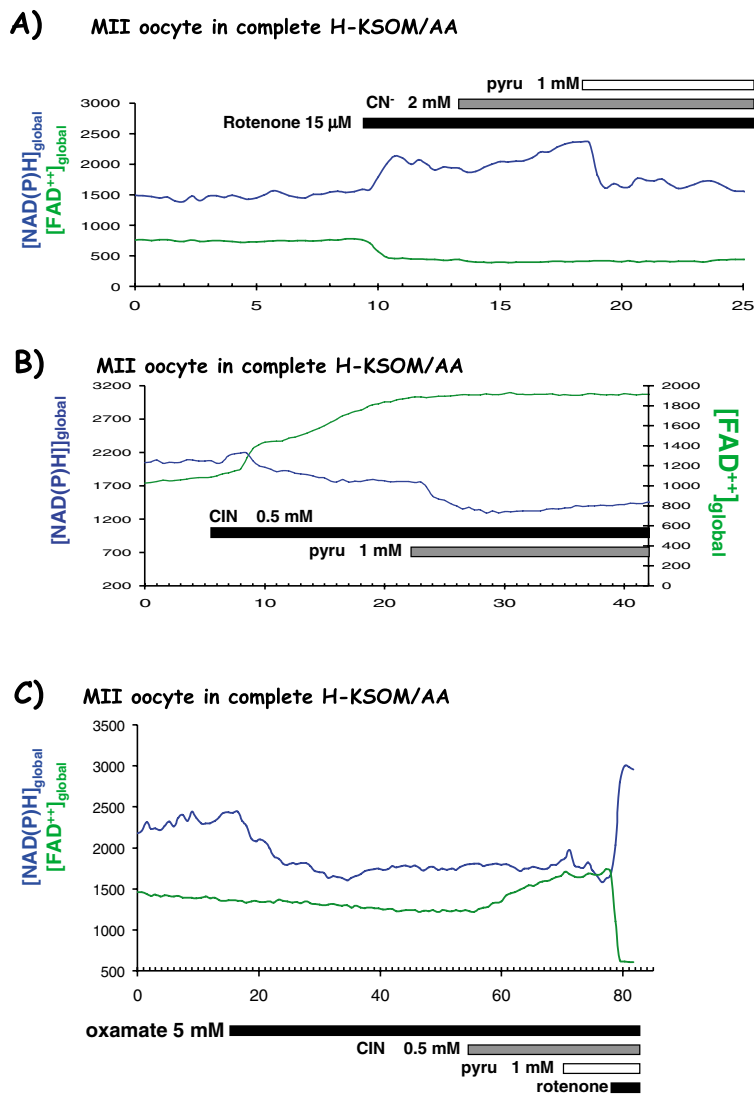 A) MII oocyte in complete H-KSOM/AA
pyru 1 mM
CN- 2 mM
Rotenone 15 µM
[NAD(P)H]global
[FAD++]global
3000
2500
2000
1500
1000
500
0
0 5 10 15 20 25
B) MII oocyte in complete H-KSOM/AA
[NAD(P)H]]global
3200
2700
2200
1700
1200
700
200
2000
1800
1600
1400
1200
1000
800
600
400
200
0
[FAD++]global
CIN 0.5 mM
pyru 1 mM
0 10 20 30 40
C) MII oocyte in complete H-KSOM/AA
[NAD(P)H]global
[FAD++]global
3500
3000
2500
2000
1500
1000
500
0 20 40 60 80
oxamate 5 mM
CIN 0.5 mM
pyru 1 mM
rotenone